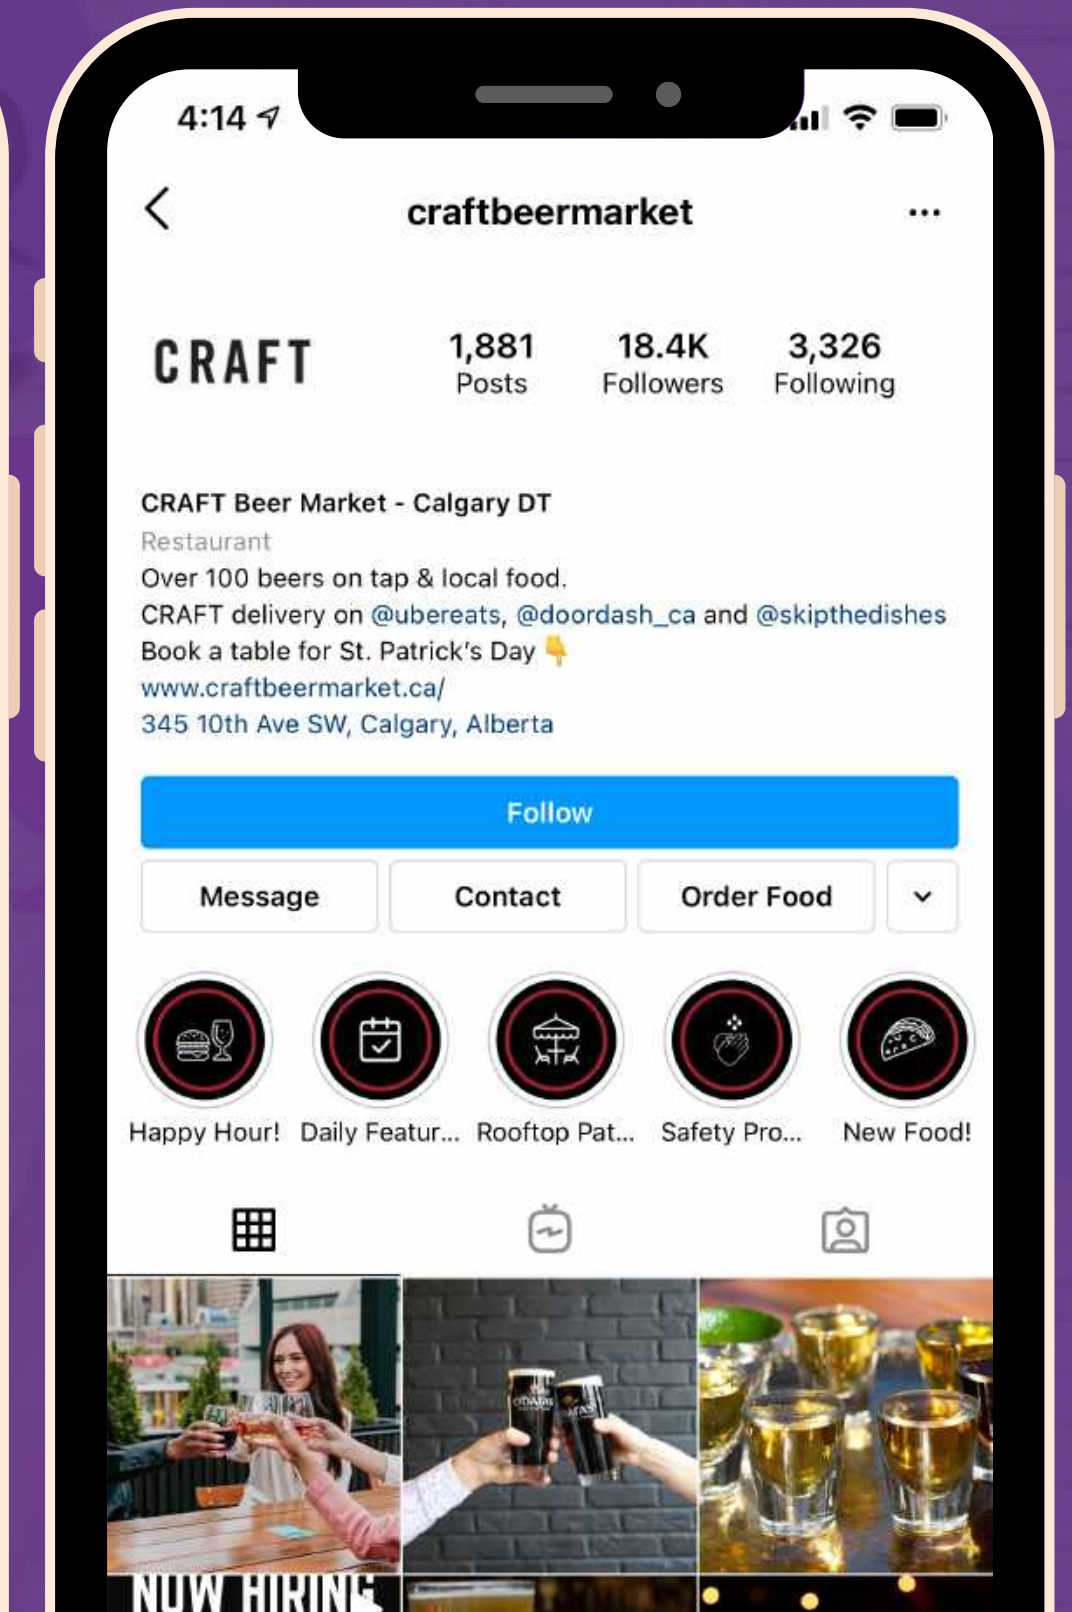 4:14
craftbeermarket
CRAFT
1,881
Posts
18.4K
Followers
3,326
Following
CRAFT Beer Market - Calgary DT
Restaurant
Over 100 beers on tap & local food.
CRAFT delivery on @ubereats, @doordash_ca and @skipthedishes
Book a table for St. Patrick's Day 👇
www.craftbeermarket.ca/
345 10th Ave SW, Calgary, Alberta
Follow
Message
Contact
Order Food
Happy Hour!
Daily Featur...
Rooftop Pat...
Safety Pro...
New Food!
NOW HIRING